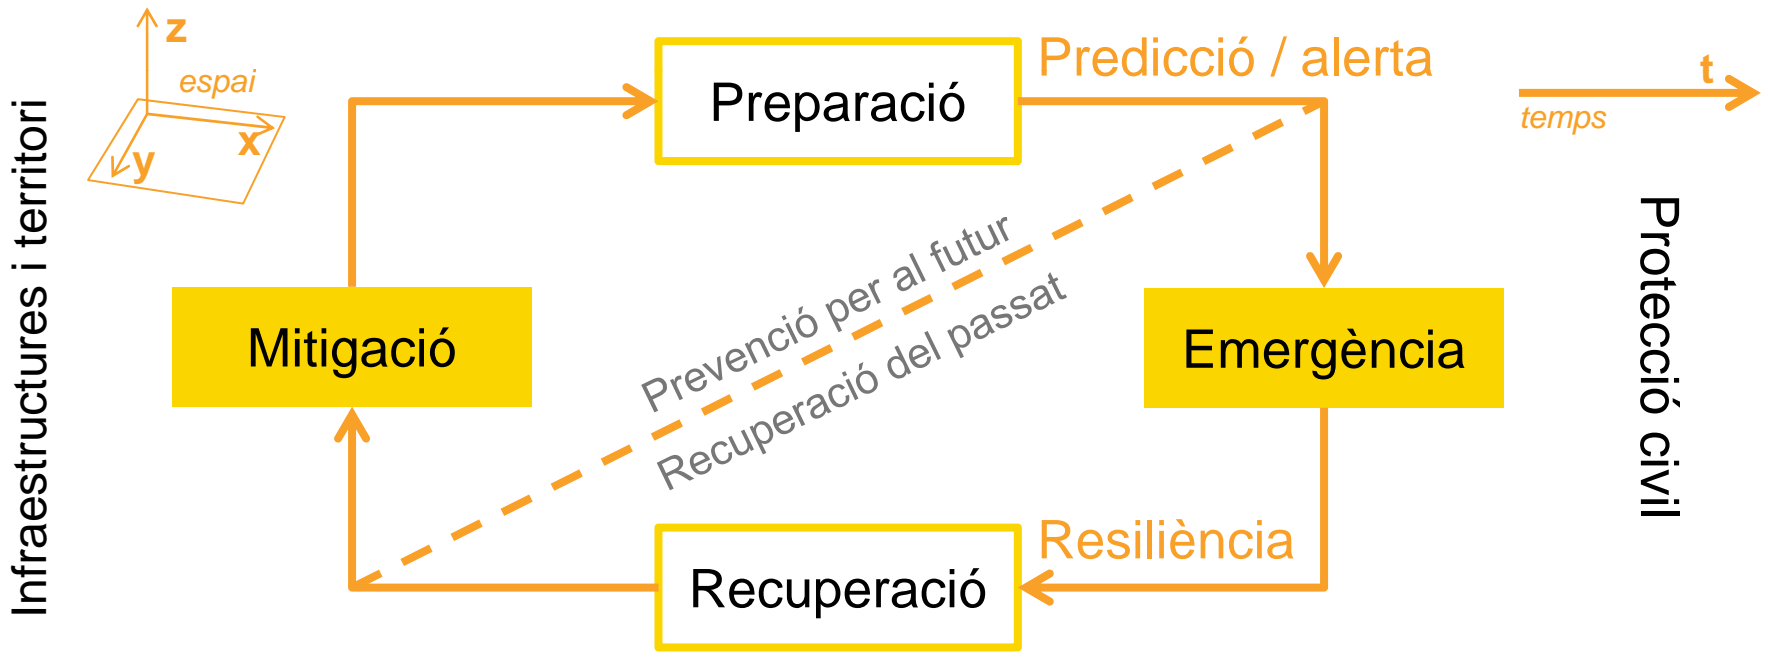 z
espai
x
y
Infraestructures i territori
Preparació
Predicció / alerta
t
temps
Prevenció per al futur
Recuperació del passat
Mitigació
Emergència
Protecció civil
Resiliència
Recuperació